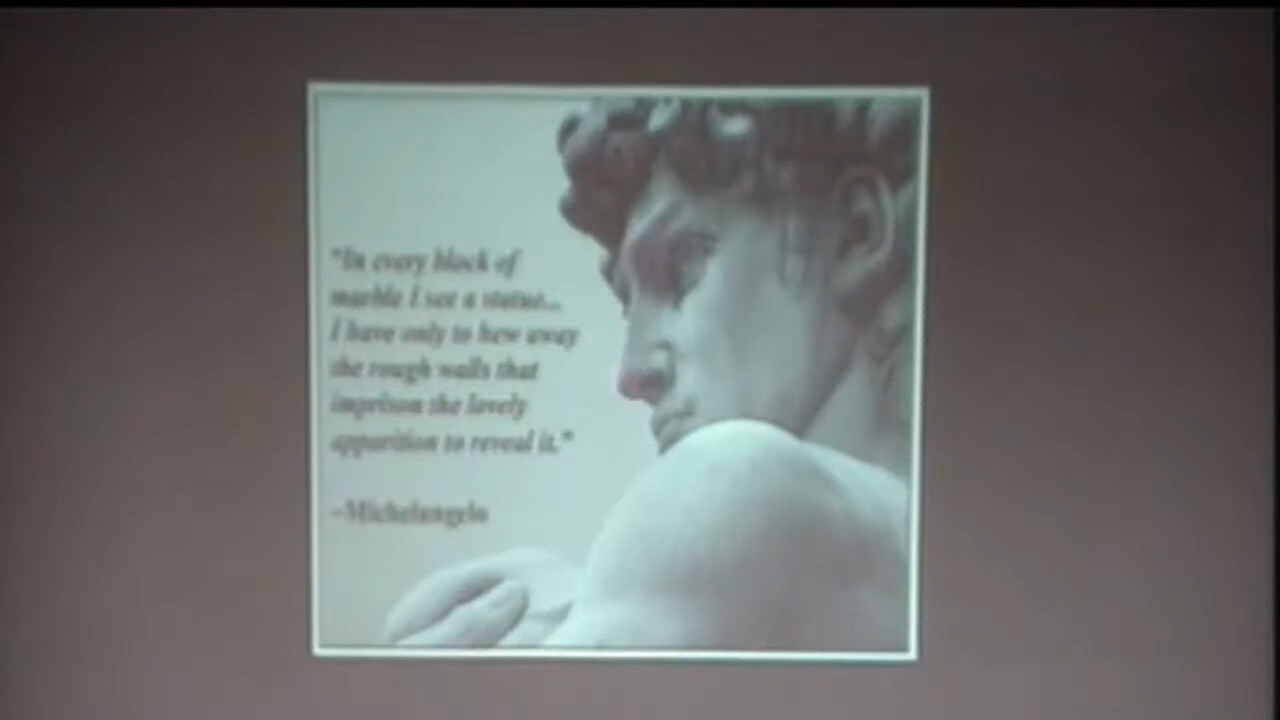 "In every block of
marble I see a statue...
I have only to hew away
the rough walls that
imprison the lovely
apparition to reveal it."
–Michelangelo